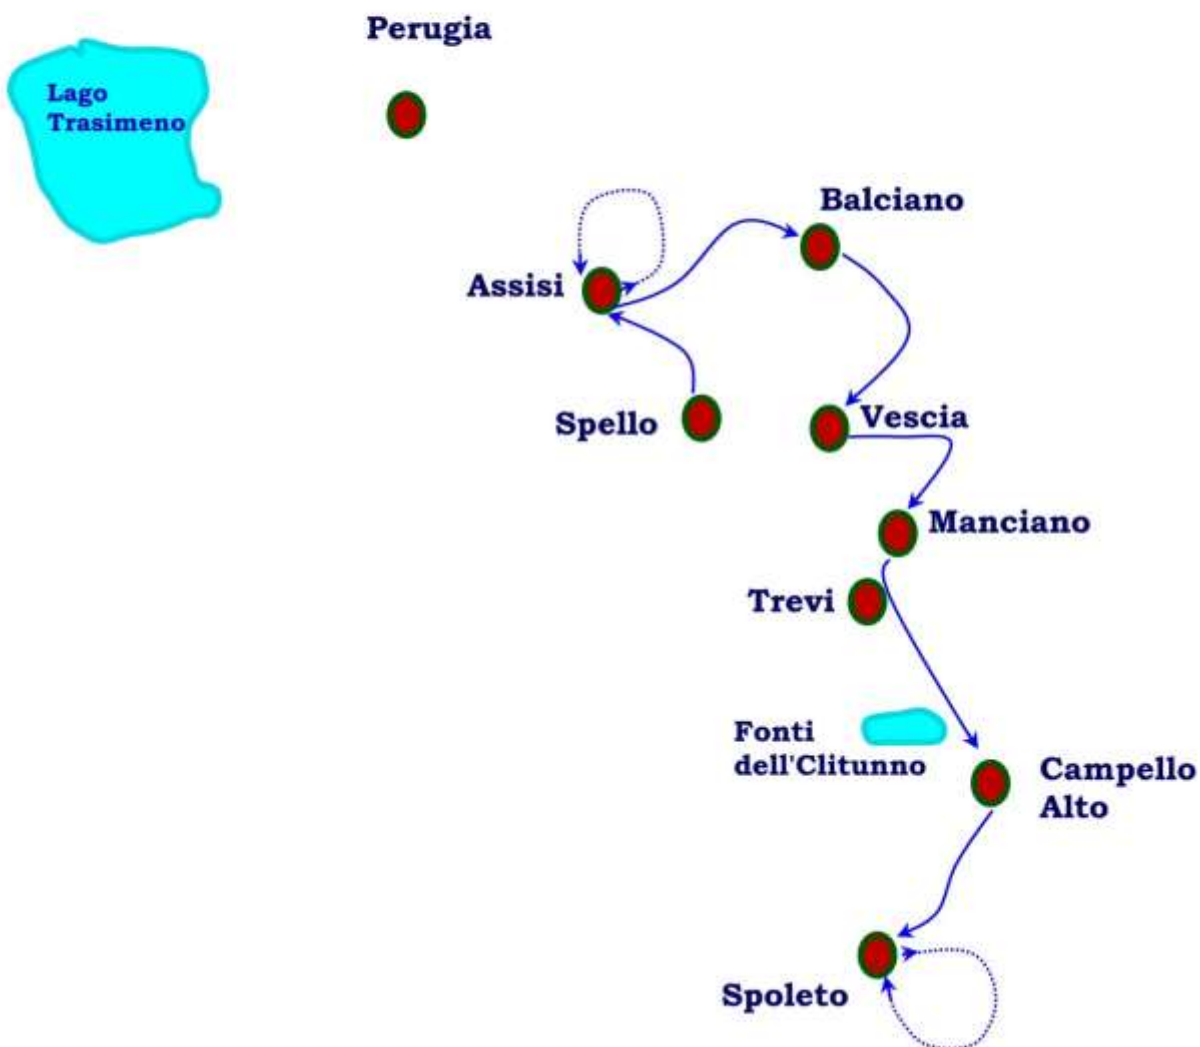 Perugia
Lago
Trasimeno
Balciano
Assisi
Spello
Vescia
Manciano
Trevi
Fonti
dell'Clitunno
Campello
Alto
Spoleto